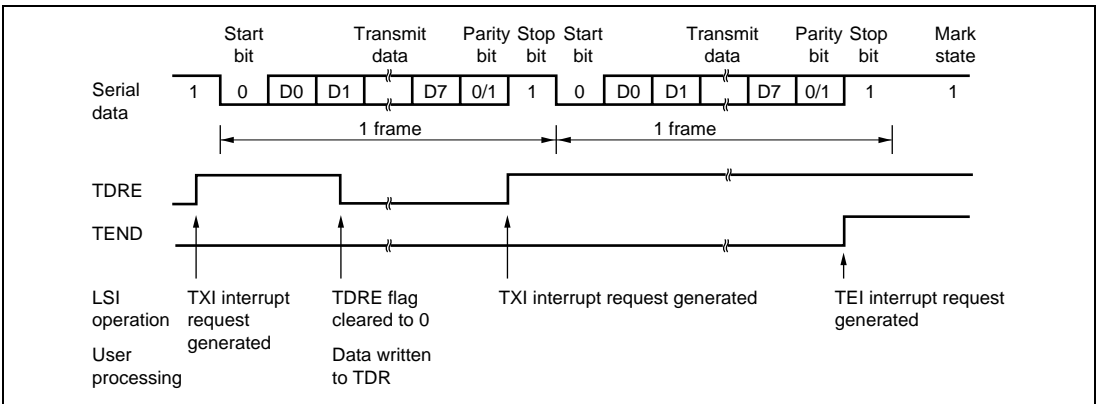 Start bit Transmit data Parity bit Stop bit Start bit Transmit data Parity bit Stop bit Mark state
Serial data 1 0 D0 D1 D7 0/1 1 0 D0 D1 D7 0/1 1 1
1 frame 1 frame
TDRE
TEND
LSI operation TXI interrupt request generated TDRE flag cleared to 0 TXI interrupt request generated TEI interrupt request generated
User processing Data written to TDR